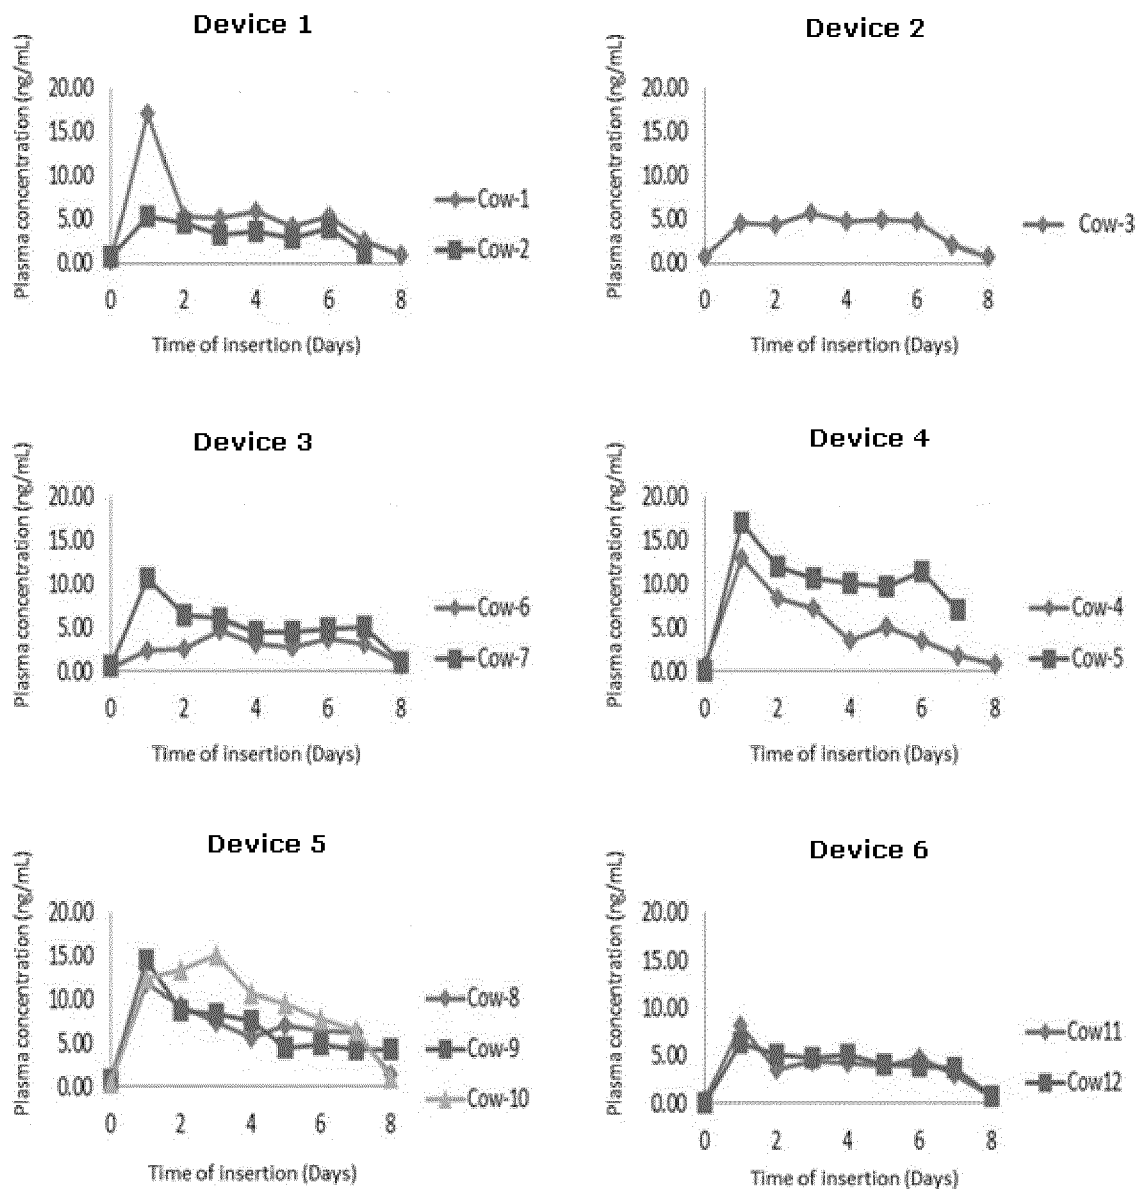 Device 1
Plasma concentration (ng/mL)
20.00
15.00
10.00
5.00
0.00
0 2 4 6 8
Time of insertion (Days)
Cow-1
Cow-2
Device 2
Plasma concentration (ng/mL)
20.00
15.00
10.00
5.00
0.00
0 2 4 6 8
Time of insertion (Days)
Cow-3
Device 3
Plasma concentration (ng/mL)
20.00
15.00
10.00
5.00
0.00
0 2 4 6 8
Time of insertion (Days)
Cow-6
Cow-7
Device 4
Plasma concentration (ng/mL)
20.00
15.00
10.00
5.00
0.00
0 2 4 6 8
Time of insertion (Days)
Cow-4
Cow-5
Device 5
Plasma concentration (ng/mL)
20.00
15.00
10.00
5.00
0.00
0 2 4 6 8
Time of insertion (Days)
Cow-8
Cow-9
Cow-10
Device 6
Plasma concentration (ng/mL)
20.00
15.00
10.00
5.00
0.00
0 2 4 6 8
Time of insertion (Days)
Cow11
Cow12